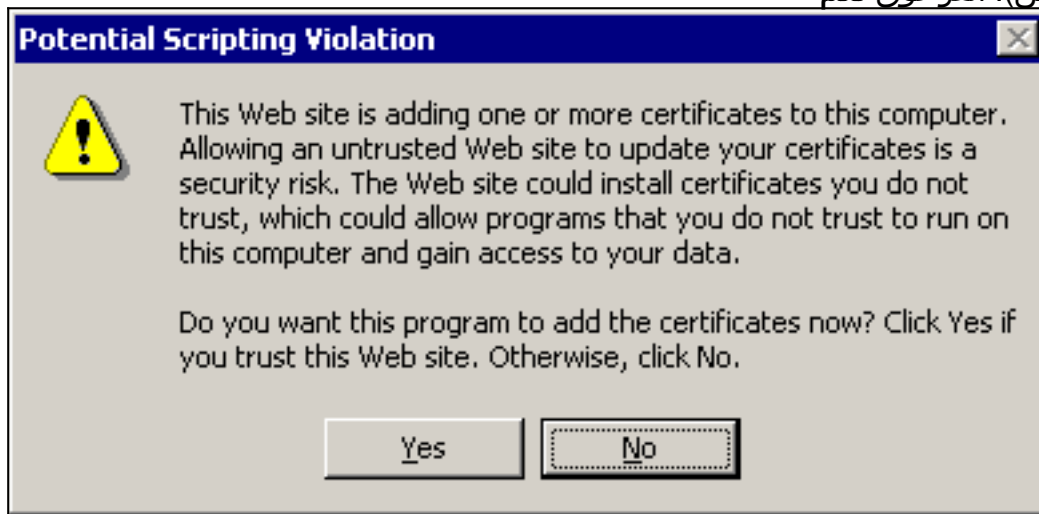 Potential Scripting Violation
This Web site is adding one or more certificates to this computer.
Allowing an untrusted Web site to update your certificates is a
security risk. The Web site could install certificates you do not
trust, which could allow programs that you do not trust to run on
this computer and gain access to your data.
Do you want this program to add the certificates now? Click Yes if
you trust this Web site. Otherwise, click No.
Yes
No